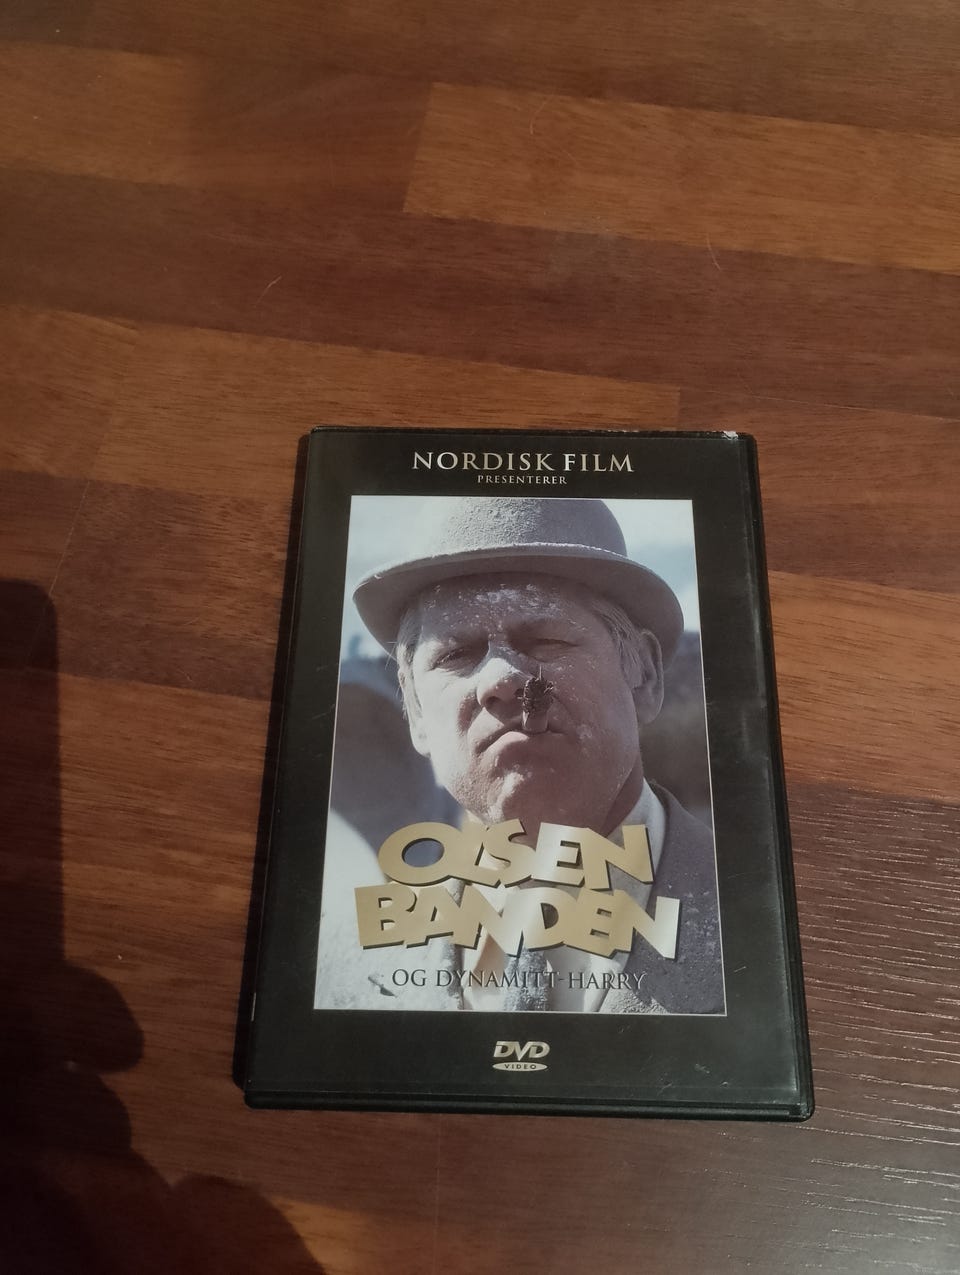 NORDISK FILM
PRESENTERER
OLSEN
BANDEN
OG DYNAMITT-HARRY
DVD
VIDEO